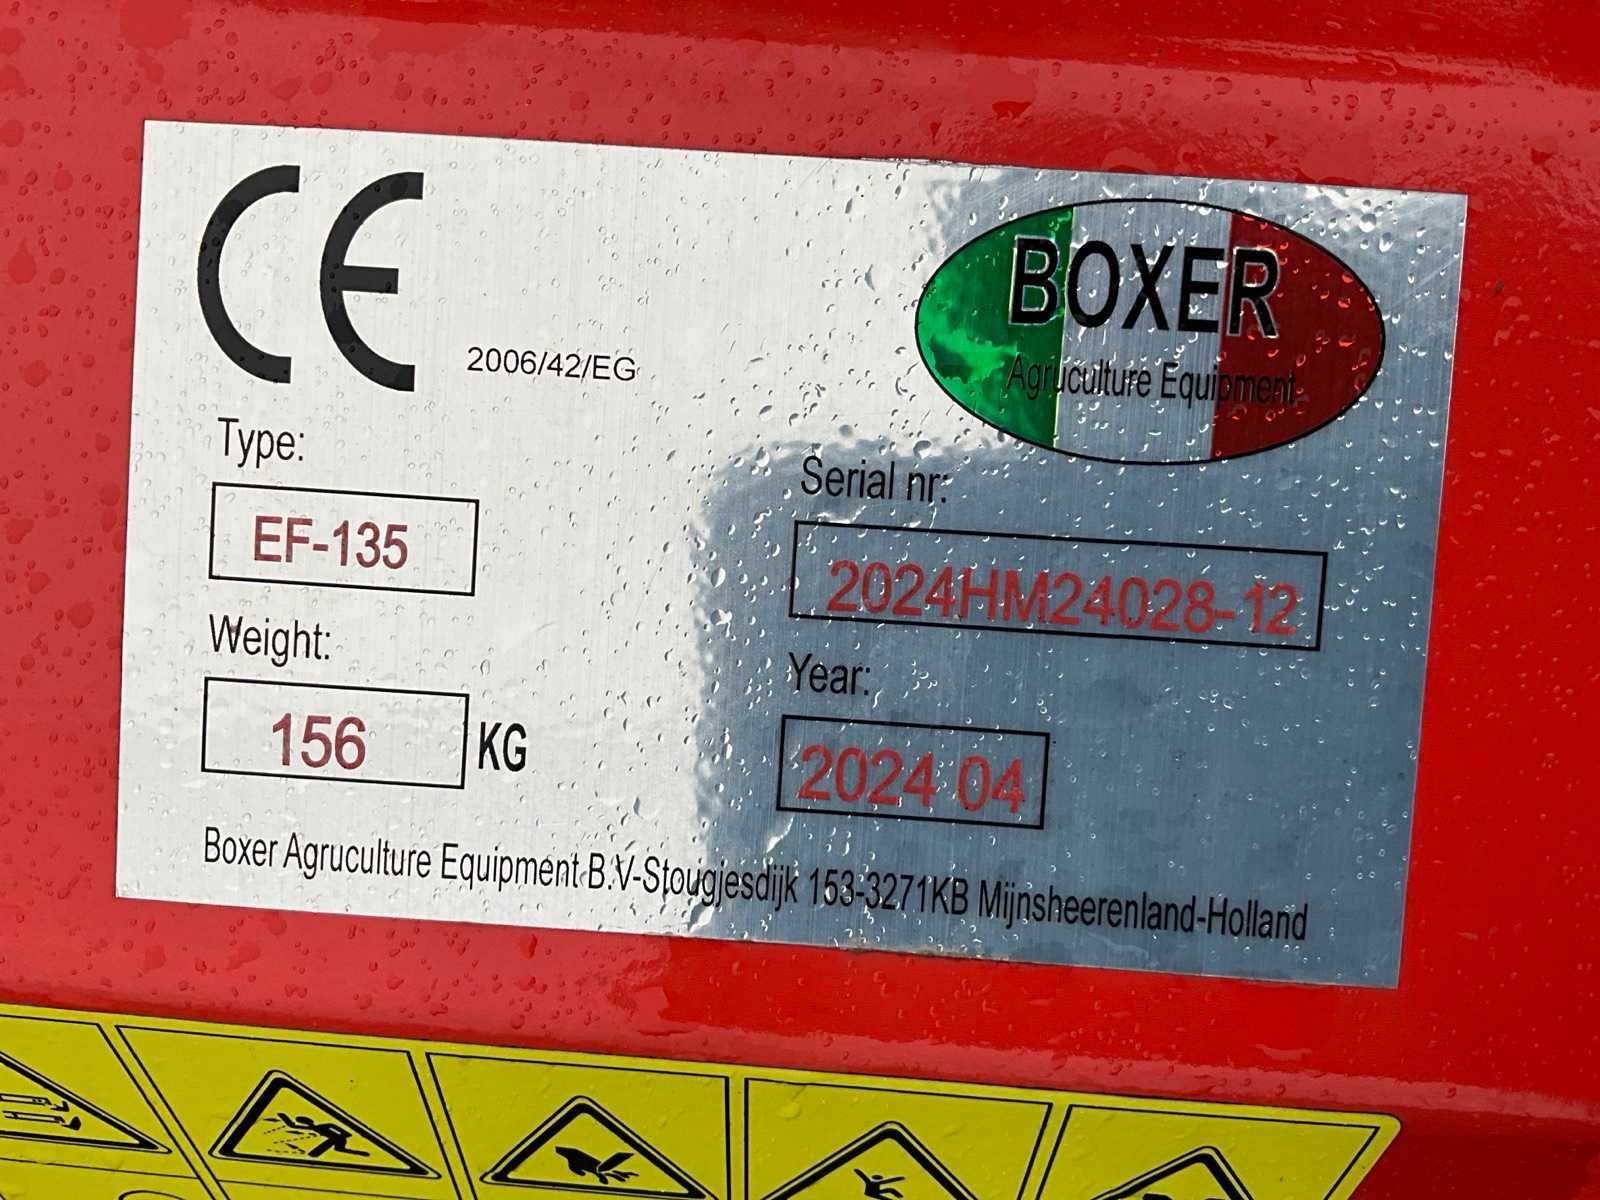 CE
2006/42/EG
BOXER
Agruculture Equipment
Type:
EF-135
Serial nr:
2024HM24028-12
Weight:
156 KG
Year:
2024 04
Boxer Agruculture Equipment B.V-Stougjesdijk 153-3271KB Mijnsheerenland-Holland